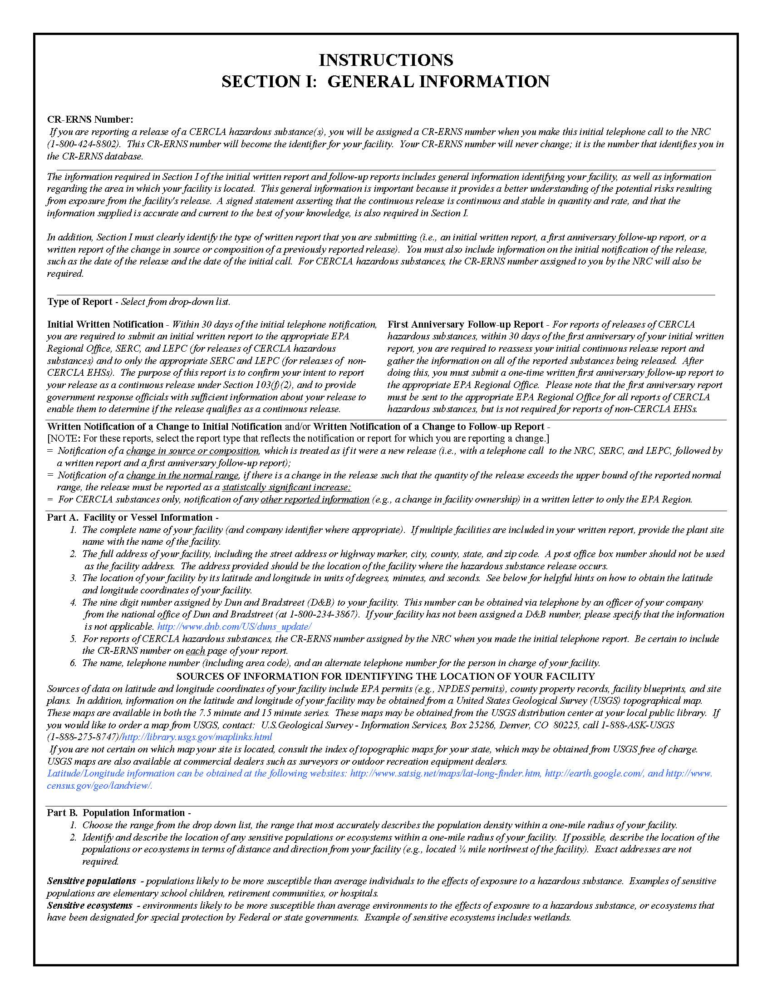 INSTRUCTIONS
SECTION I:  GENERAL INFORMATION
CR-ERNS Number:
If you are reporting a release of a CERCLA hazardous substance(s), you will be assigned a CR-ERNS number when you make this initial telephone call to the NRC
(1-800-424-8802).  This CR-ERNS number will become the identifier for your facility.  Your CR-ERNS number will never change; it is the number that identifies you in
the CR-ERNS database.
The information required in Section I of the initial written report and follow-up reports includes general information identifying your facility, as well as information
regarding the area in which your facility is located.  This general information is important because it provides a better understanding of the potential risks resulting
from exposure from the facility's release.  A signed statement asserting that the continuous release is continuous and stable in quantity and rate, and that the
information supplied is accurate and current to the best of your knowledge, is also required in Section I.
In addition, Section I must clearly identify the type of written report that you are submitting (i.e., an initial written report, a first anniversary follow-up report, or a
written report of the change in source or composition of a previously reported release).  You must also include information on the initial notification of the release,
such as the date of the release and the date of the initial call.  For CERCLA hazardous substances, the CR-ERNS number assigned to you by the NRC will also be
required.
Type of Report - Select from drop-down list.
Initial Written Notification - Within 30 days of the initial telephone notification,
you are required to submit an initial written report to the appropriate EPA
Regional Office, SERC, and LEPC (for releases of CERCLA hazardous
substances) and to only the appropriate SERC and LEPC (for releases of  non-
CERCLA EHSs).  The purpose of this report is to confirm your intent to report
your release as a continuous release under Section 103(f)(2), and to provide
government response officials with sufficient information about your release to
enable them to determine if the release qualifies as a continuous release.
First Anniversary Follow-up Report - For reports of releases of CERCLA
hazardous substances, within 30 days of the first anniversary of your initial written
report, you are required to reassess your initial continuous release report and
gather the information on all of the reported substances being released.  After
doing this, you must submit a one-time written first anniversary follow-up report to
the appropriate EPA Regional Office.  Please note that the first anniversary report
must be sent to the appropriate EPA Regional Office for all reports of CERCLA
hazardous substances, but is not required for reports of non-CERCLA EHSs.
Written Notification of a Change to Initial Notification and/or Written Notification of a Change to Follow-up Report -
[NOTE: For these reports, select the report type that reflects the notification or report for which you are reporting a change.]
= Notification of a change in source or composition, which is treated as if it were a new release (i.e., with a telephone call  to the NRC, SERC, and LEPC, followed by
a written report and a first anniversary follow-up report);
= Notification of a change in the normal range, if there is a change in the release such that the quantity of the release exceeds the upper bound of the reported normal
range, the release must be reported as a statistcally significant increase;
= For CERCLA substances only, notification of any other reported information (e.g., a change in facility ownership) in a written letter to only the EPA Region.
Part A.  Facility or Vessel Information -
1.  The complete name of your facility (and company identifier where appropriate).  If multiple facilities are included in your written report, provide the plant site
name with the name of the facility.
2.  The full address of your facility, including the street address or highway marker, city, county, state, and zip code.  A post office box number should not be used
as the facility address.  The address provided should be the location of the facility where the hazardous substance release occurs.
3.  The location of your facility by its latitude and longitude in units of degrees, minutes, and seconds.  See below for helpful hints on how to obtain the latitude
and longitude coordinates of your facility.
4.  The nine digit number assigned by Dun and Bradstreet (D&B) to your facility.  This number can be obtained via telephone by an officer of your company
from the national office of Dun and Bradstreet (at 1-800-234-3867).  If your facility has not been assigned a D&B number, please specify that the information
is not applicable. http://www.dnb.com/US/duns_update/
5.  For reports of CERCLA hazardous substances, the CR-ERNS number assigned by the NRC when you made the initial telephone report.  Be certain to include
the CR-ERNS number on each page of your report.
6.  The name, telephone number (including area code), and an alternate telephone number for the person in charge of your facility.
SOURCES OF INFORMATION FOR IDENTIFYING THE LOCATION OF YOUR FACILITY
Sources of data on latitude and longitude coordinates of your facility include EPA permits (e.g., NPDES permits), county property records, facility blueprints, and site
plans.  In addition, information on the latitude and longitude of your facility may be obtained from a United States Geological Survey (USGS) topographical map.
These maps are available in both the 7.5 minute and 15 minute series.  These maps may be obtained from the USGS distribution center at your local public library.  If
you would like to order a map from USGS, contact:  U.S.Geological Survey - Information Services, Box 25286, Denver, CO  80225, call 1-888-ASK-USGS
(1-888-275-8747)/http://library.usgs.gov/maplinks.html
If you are not certain on which map your site is located, consult the index of topographic maps for your state, which may be obtained from USGS free of charge.
USGS maps are also available at commercial dealers such as surveyors or outdoor recreation equipment dealers.
Latitude/Longitude information can be obtained at the following websites: http://www.satsig.net/maps/lat-long-finder.htm, http://earth.google.com/, and http://www.
census.gov/geo/landview/.
Part B.  Population Information -
1.  Choose the range from the drop down list, the range that most accurately describes the population density within a one-mile radius of your facility.
2.  Identify and describe the location of any sensitive populations or ecosystems within a one-mile radius of your facility.  If possible, describe the location of the
populations or ecosystems in terms of distance and direction from your facility (e.g., located ¼ mile northwest of the facility).  Exact addresses are not
required.
Sensitive populations  - populations likely to be more susceptible than average individuals to the effects of exposure to a hazardous substance.  Examples of sensitive
populations are elementary school children, retirement communities, or hospitals.
Sensitive ecosystems  - environments likely to be more susceptible than average environments to the effects of exposure to a hazardous substance, or ecosystems that
have been designated for special protection by Federal or state governments.  Example of sensitive ecosystems includes wetlands.